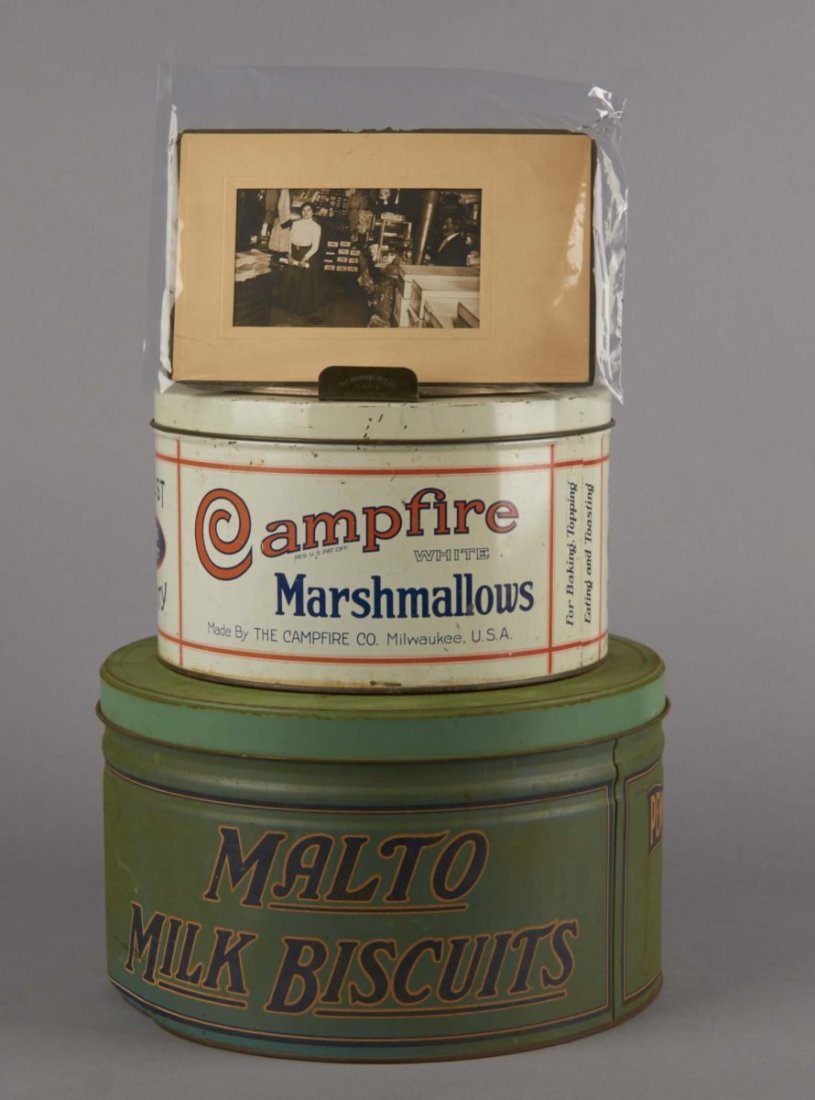 Campfire
REG. U.S. PAT. OFF.
WHITE
Marshmallows
Made By THE CAMPFIRE CO. Milwaukee, U.S.A.
For Baking, Topping
Eating and Toasting
MALTO
MILK BISCUITS